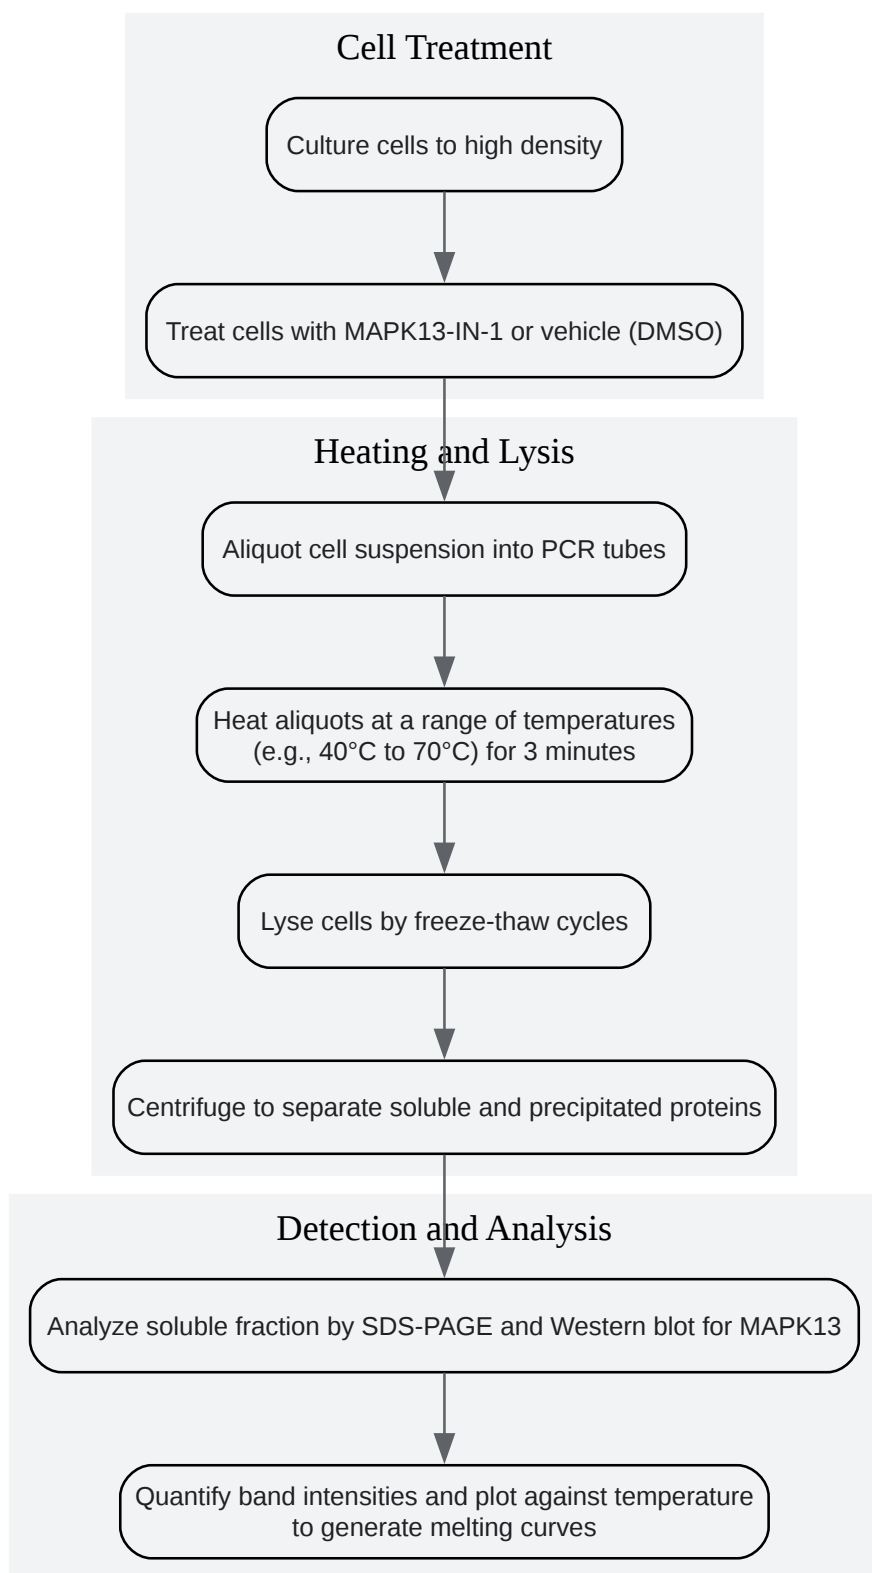 Cell Treatment
Culture cells to high density
Treat cells with MAPK13-IN-1 or vehicle (DMSO)
Heating and Lysis
Aliquot cell suspension into PCR tubes
Heat aliquots at a range of temperatures
(e.g., 40°C to 70°C) for 3 minutes
Lyse cells by freeze-thaw cycles
Centrifuge to separate soluble and precipitated proteins
Detection and Analysis
Analyze soluble fraction by SDS-PAGE and Western blot for MAPK13
Quantify band intensities and plot against temperature
to generate melting curves